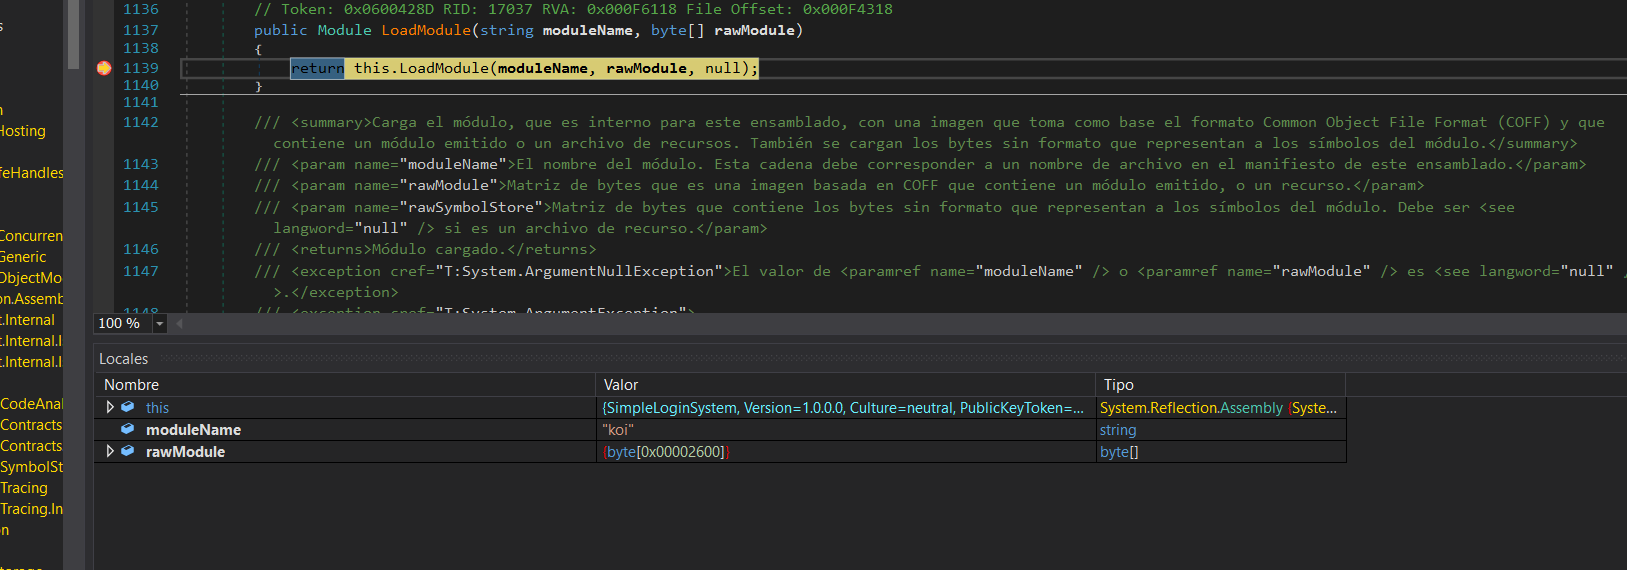 1136 // Token: 0x0600428D RID: 17037 RVA: 0x000F6118 File Offset: 0x000F4318
1137 public Module LoadModule(string moduleName, byte[] rawModule)
1138 {
1139 return this.LoadModule(moduleName, rawModule, null);
1140 }
1141
1142 /// <summary>Carga el módulo, que es interno para este ensamblado, con una imagen que toma como base el formato Common Object File Format (COFF) y que
contiene un módulo emitido o un archivo de recursos. También se cargan los bytes sin formato que representan a los símbolos del módulo.</summary>
1143 /// <param name="moduleName">El nombre del módulo. Esta cadena debe corresponder a un nombre de archivo en el manifiesto de este ensamblado.</param>
1144 /// <param name="rawModule">Matriz de bytes que es una imagen basada en COFF que contiene un módulo emitido, o un recurso.</param>
1145 /// <param name="rawSymbolStore">Matriz de bytes que contiene los bytes sin formato que representan a los símbolos del módulo. Debe ser <see
langword="null" /> si es un archivo de recurso.</param>
1146 /// <returns>Módulo cargado.</returns>
1147 /// <exception cref="T:System.ArgumentNullException">El valor de <paramref name="moduleName" /> o <paramref name="rawModule" /> es <see langword="null" /
>.</exception>
1148 /// <exception cref="T:System.ArgumentException">
100 %
Hosting
feHandles
Concurren
Generic
ObjectMo
on.Assemb
t.Internal
t.Internal.I
t.Internal.I
CodeAnal
Contracts
Contracts
SymbolSt
Tracing
Tracing.In
on
Locales
Nombre Valor Tipo
this {SimpleLoginSystem, Version=1.0.0.0, Culture=neutral, PublicKeyToken=... System.Reflection.Assembly {Syste...
moduleName "koi" string
rawModule {byte[0x00002600]} byte[]